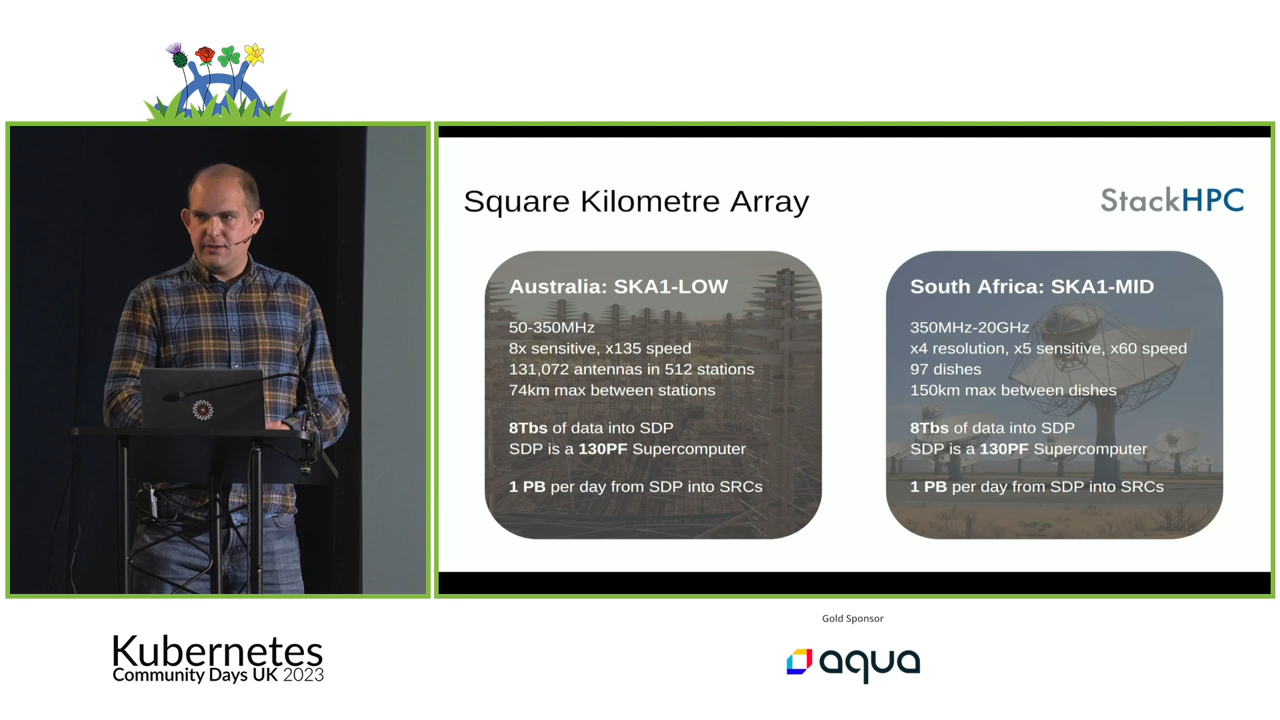 Square Kilometre Array
StackHPC
Australia: SKA1-LOW
50-350MHz
8x sensitive, x135 speed
131,072 antennas in 512 stations
74km max between stations
8Tbs of data into SDP
SDP is a 130PF Supercomputer
1 PB per day from SDP into SRCs
South Africa: SKA1-MID
350MHz-20GHz
x4 resolution, x5 sensitive, x60 speed
97 dishes
150km max between dishes
8Tbs of data into SDP
SDP is a 130PF Supercomputer
1 PB per day from SDP into SRCs
Kubernetes
Community Days UK 2023
Gold Sponsor
aqua